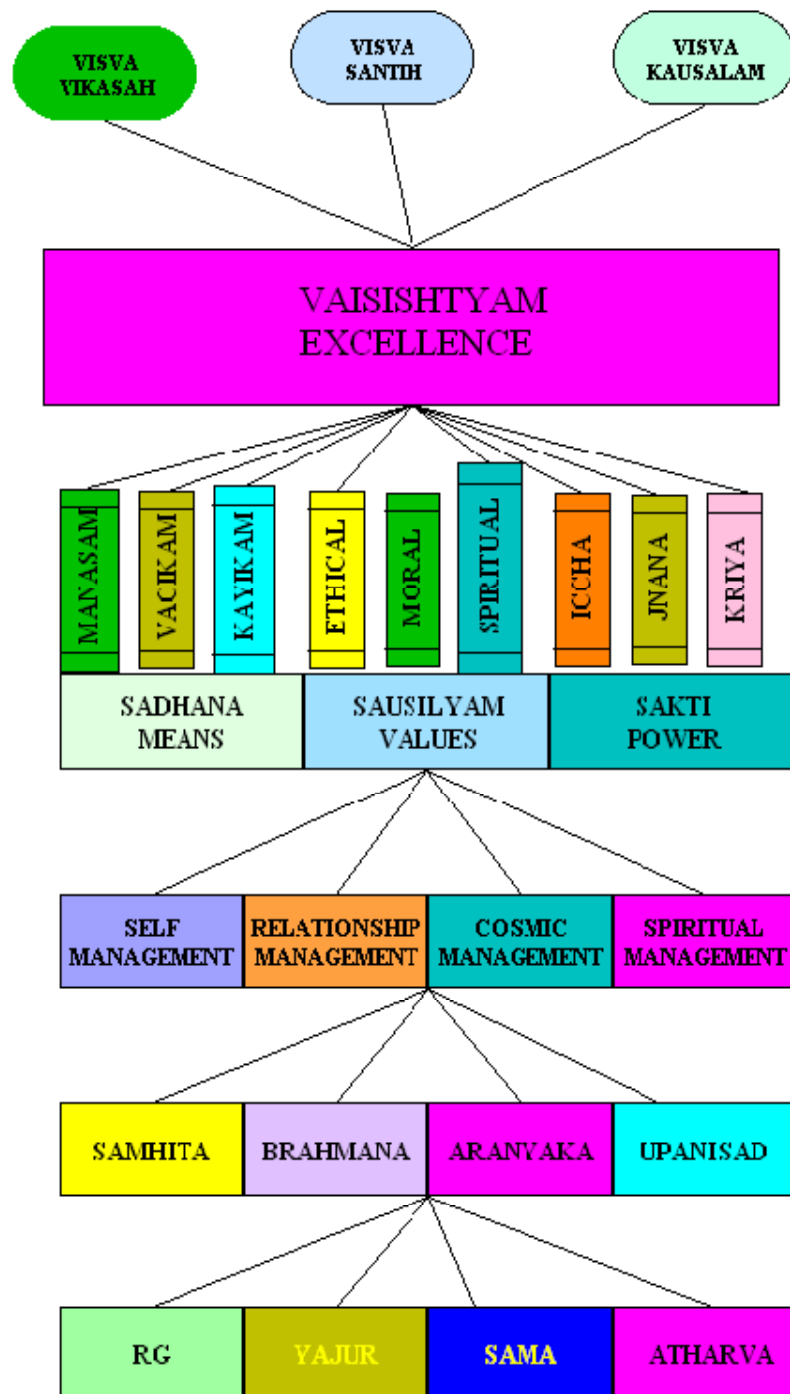 VISVA
VIKASAH
VISVA
SANTIH
VISVA
KAUSALAM
VAISISHTYAM
EXCELLENCE
MANASAM
VACIKAM
KAYIKAM
ETHICAL
MORAL
SPIRITUAL
ICCHA
JNANA
KRIYA
SADHANA
MEANS
SAUSILYAM
VALUES
SAKTI
POWER
SELF
MANAGEMENT
RELATIONSHIP
MANAGEMENT
COSMIC
MANAGEMENT
SPIRITUAL
MANAGEMENT
SAMHITA
BRAHMANA
ARANYAKA
UPANISAD
RG
YAJUR
SAMA
ATHARVA